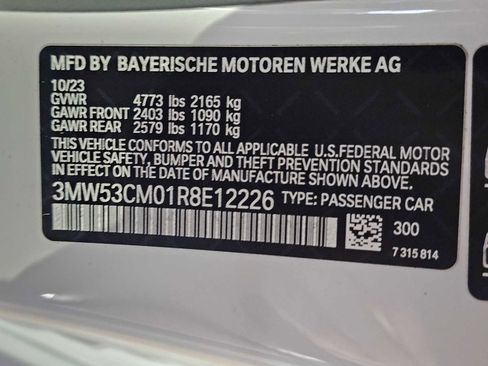 MFD BY BAYERISCHE MOTOREN WERKE AG
10/23
GVWR 4773 lbs 2165 kg
GAWR FRONT 2403 lbs 1090 kg
GAWR REAR 2579 lbs 1170 kg
THIS VEHICLE CONFORMS TO ALL APPLICABLE U.S.FEDERAL MOTOR
VEHICLE SAFETY, BUMPER AND THEFT PREVENTION STANDARDS
IN EFFECT ON THE DATE OF MANUFACTURE SHOWN ABOVE.
3MW53CM01R8E12226 TYPE: PASSENGER CAR
300
7 315 814